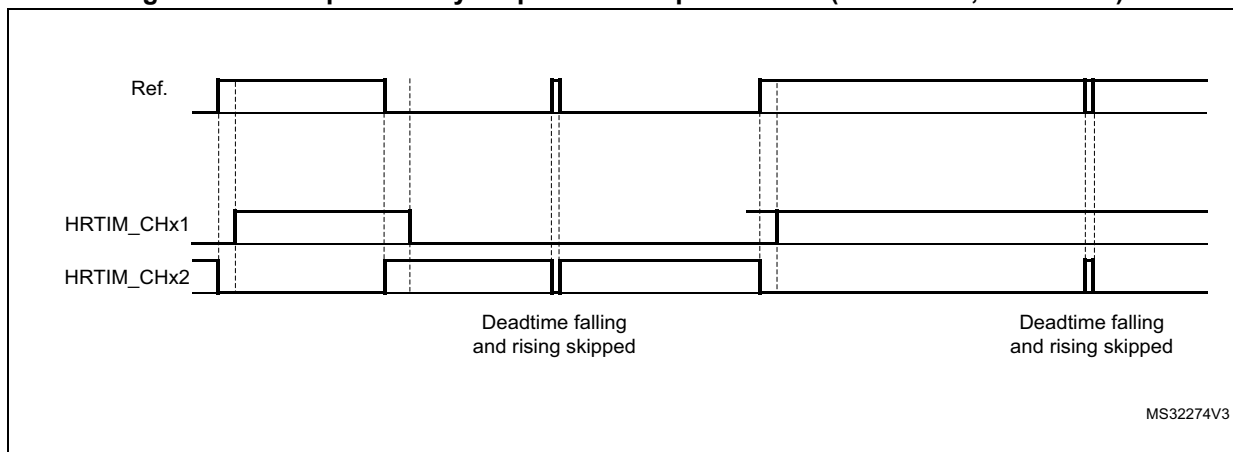 Ref.
HRTIM_CHx1
HRTIM_CHx2
Deadtime falling
and rising skipped
Deadtime falling
and rising skipped
MS32274V3